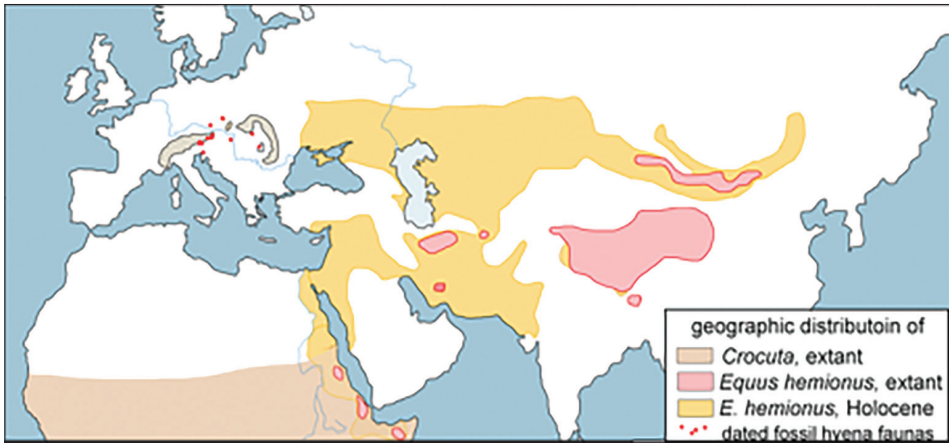 geographic distributoin of
Crocuta, extant
Equus hemionus, extant
E. hemionus, Holocene
dated fossil hyena faunas